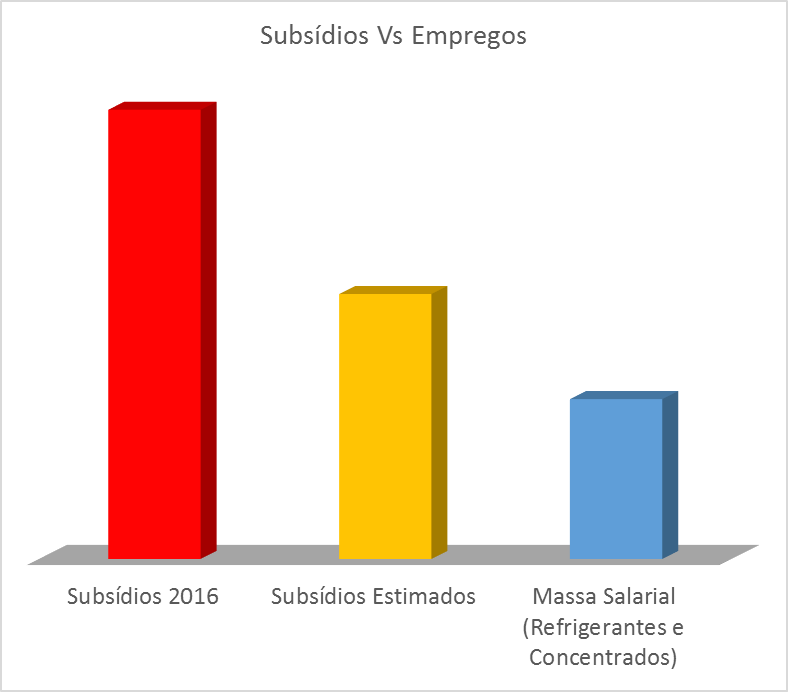 Subsídios Vs Empregos
Subsídios 2016
Subsídios Estimados
Massa Salarial
(Refrigerantes e
Concentrados)